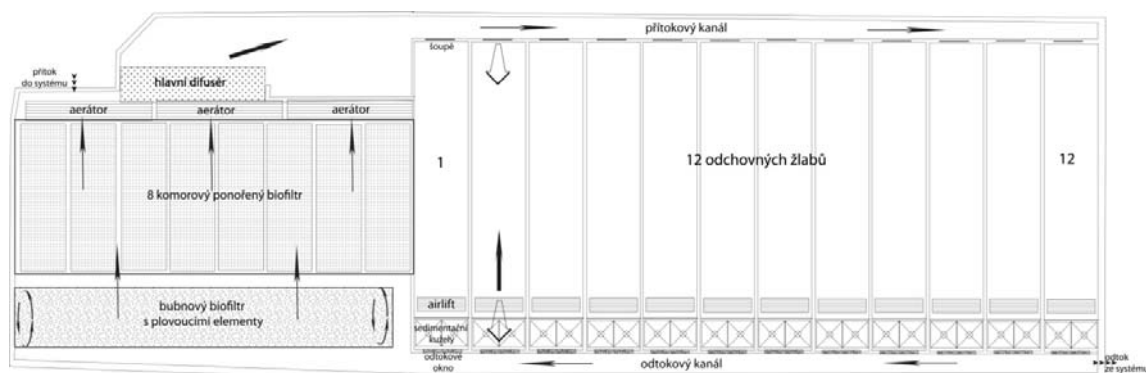 přítokový kanál
šoupě
přítok
do systému
hlavní difusér
aerátor
aerátor
aerátor
1
12 odchovných žlabů
12
8 komorový ponořený biofiltr
bubnový biofiltr
s plovoucími elementy
airlift
sedimentační
kužely
odtokové
okno
odtokový kanál
odtok
ze systému